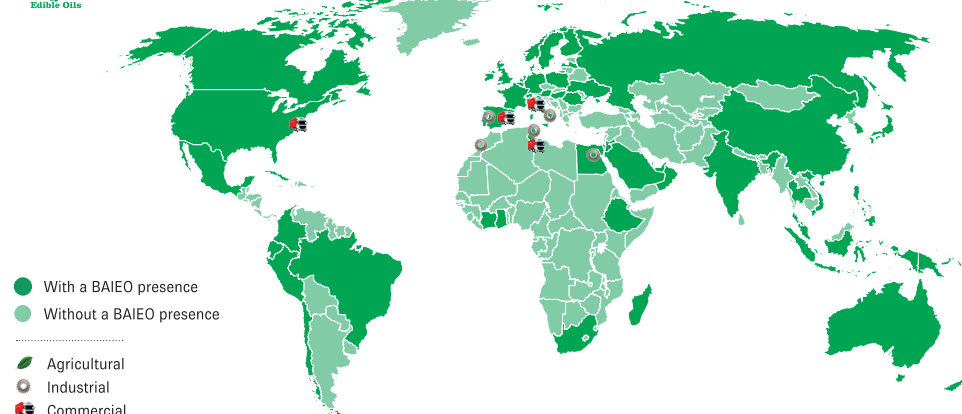 Edible Oils
With a BAIEO presence
Without a BAIEO presence
Agricultural
Industrial
Commercial